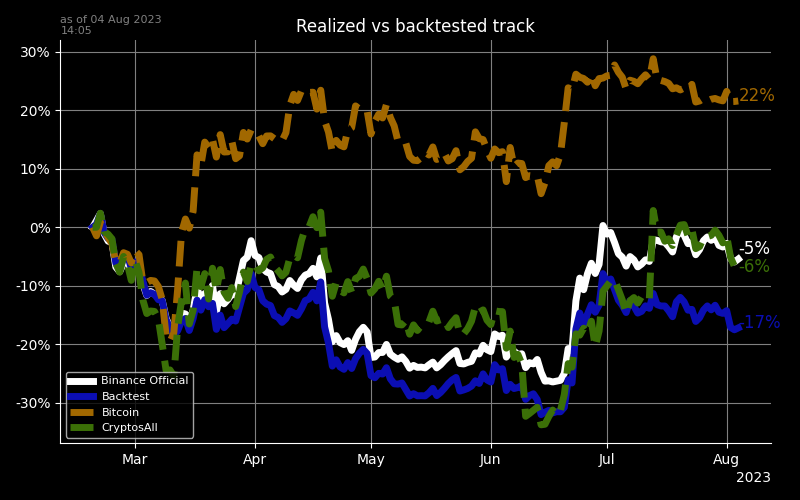 as of 04 Aug 2023
14:05
Realized vs backtested track
30%
20%
10%
0%
-10%
-20%
-30%
22%
-5%
-6%
-17%
Binance Official
Backtest
Bitcoin
CryptosAll
Mar Apr May Jun Jul Aug
2023